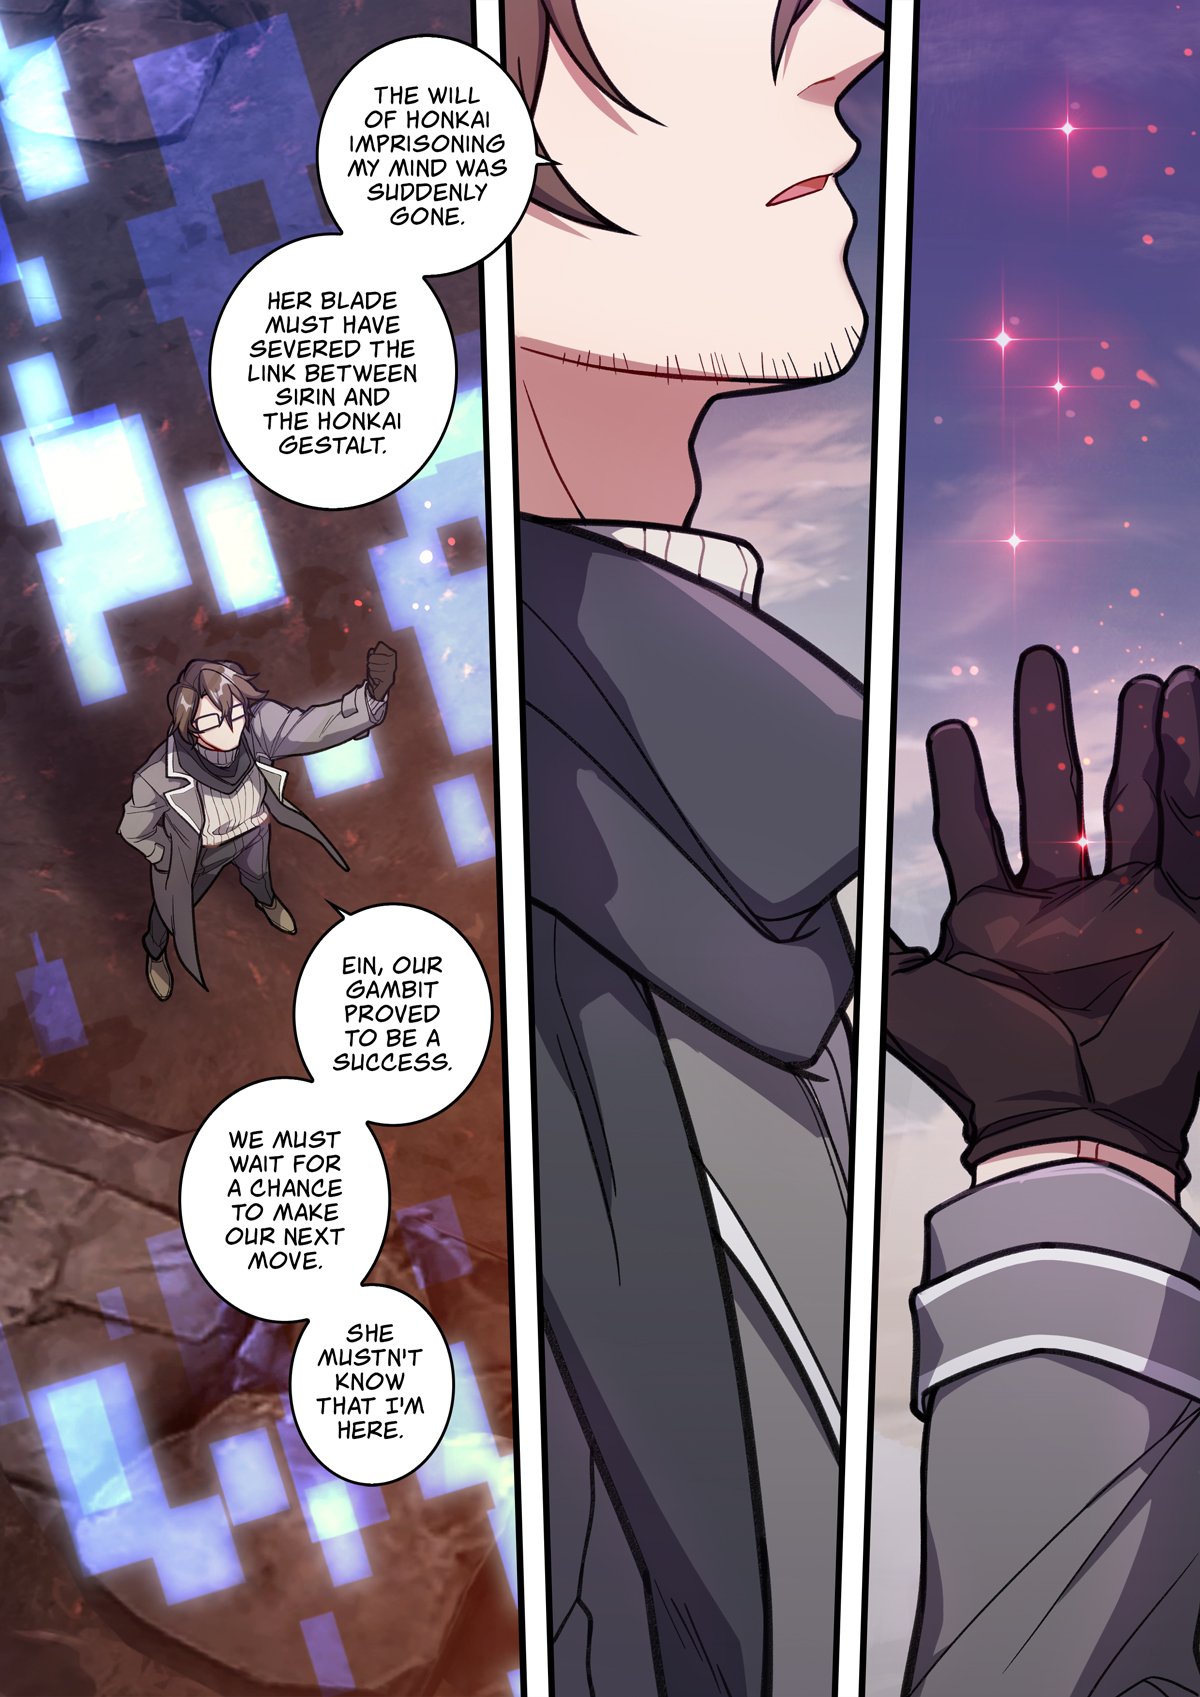 THE WILL
OF HONKAI
IMPRISONING
MY MIND WAS
SUDDENLY
GONE.
HER BLADE
MUST HAVE
SEVERED THE
LINK BETWEEN
SIRIN AND
THE HONKAI
GESTALT.
EIN, OUR
GAMBIT
PROVED
TO BE A
SUCCESS.
WE MUST
WAIT FOR
A CHANCE
TO MAKE
OUR NEXT
MOVE.
SHE
MUSTN'T
KNOW
THAT I'M
HERE.